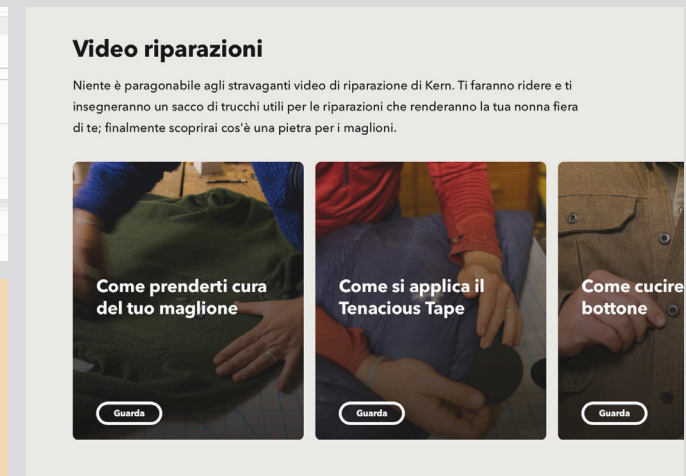 Video riparazioni
Niente è paragonabile agli stravaganti video di riparazione di Kern. Ti faranno ridere e ti
insegneranno un sacco di trucchi utili per le riparazioni che renderanno la tua nonna fiera
di te; finalmente scoprirai cos'è una pietra per i maglioni.
Come prenderti cura
del tuo maglione
Guarda
Come si applica il
Tenacious Tape
Guarda
Come cucire
bottone
Guarda